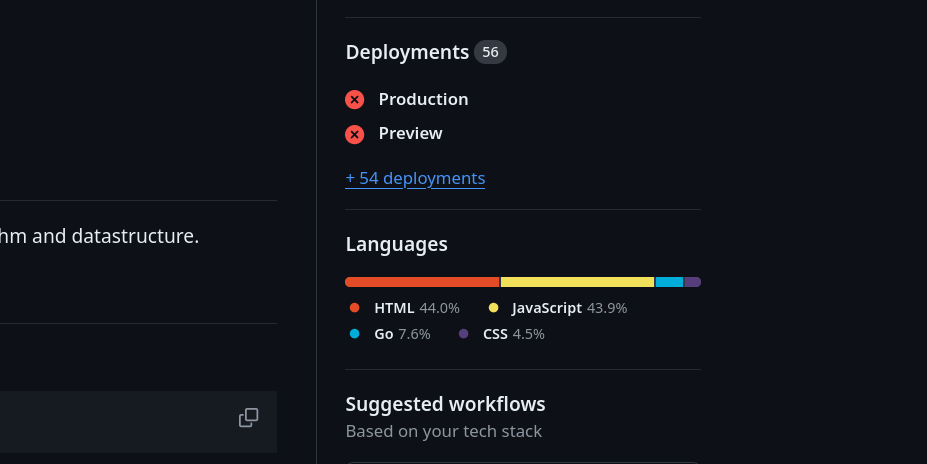 Deployments 56
Production
Preview
+ 54 deployments
hm and datastructure.
Languages
HTML 44.0% JavaScript 43.9%
Go 7.6% CSS 4.5%
Suggested workflows
Based on your tech stack